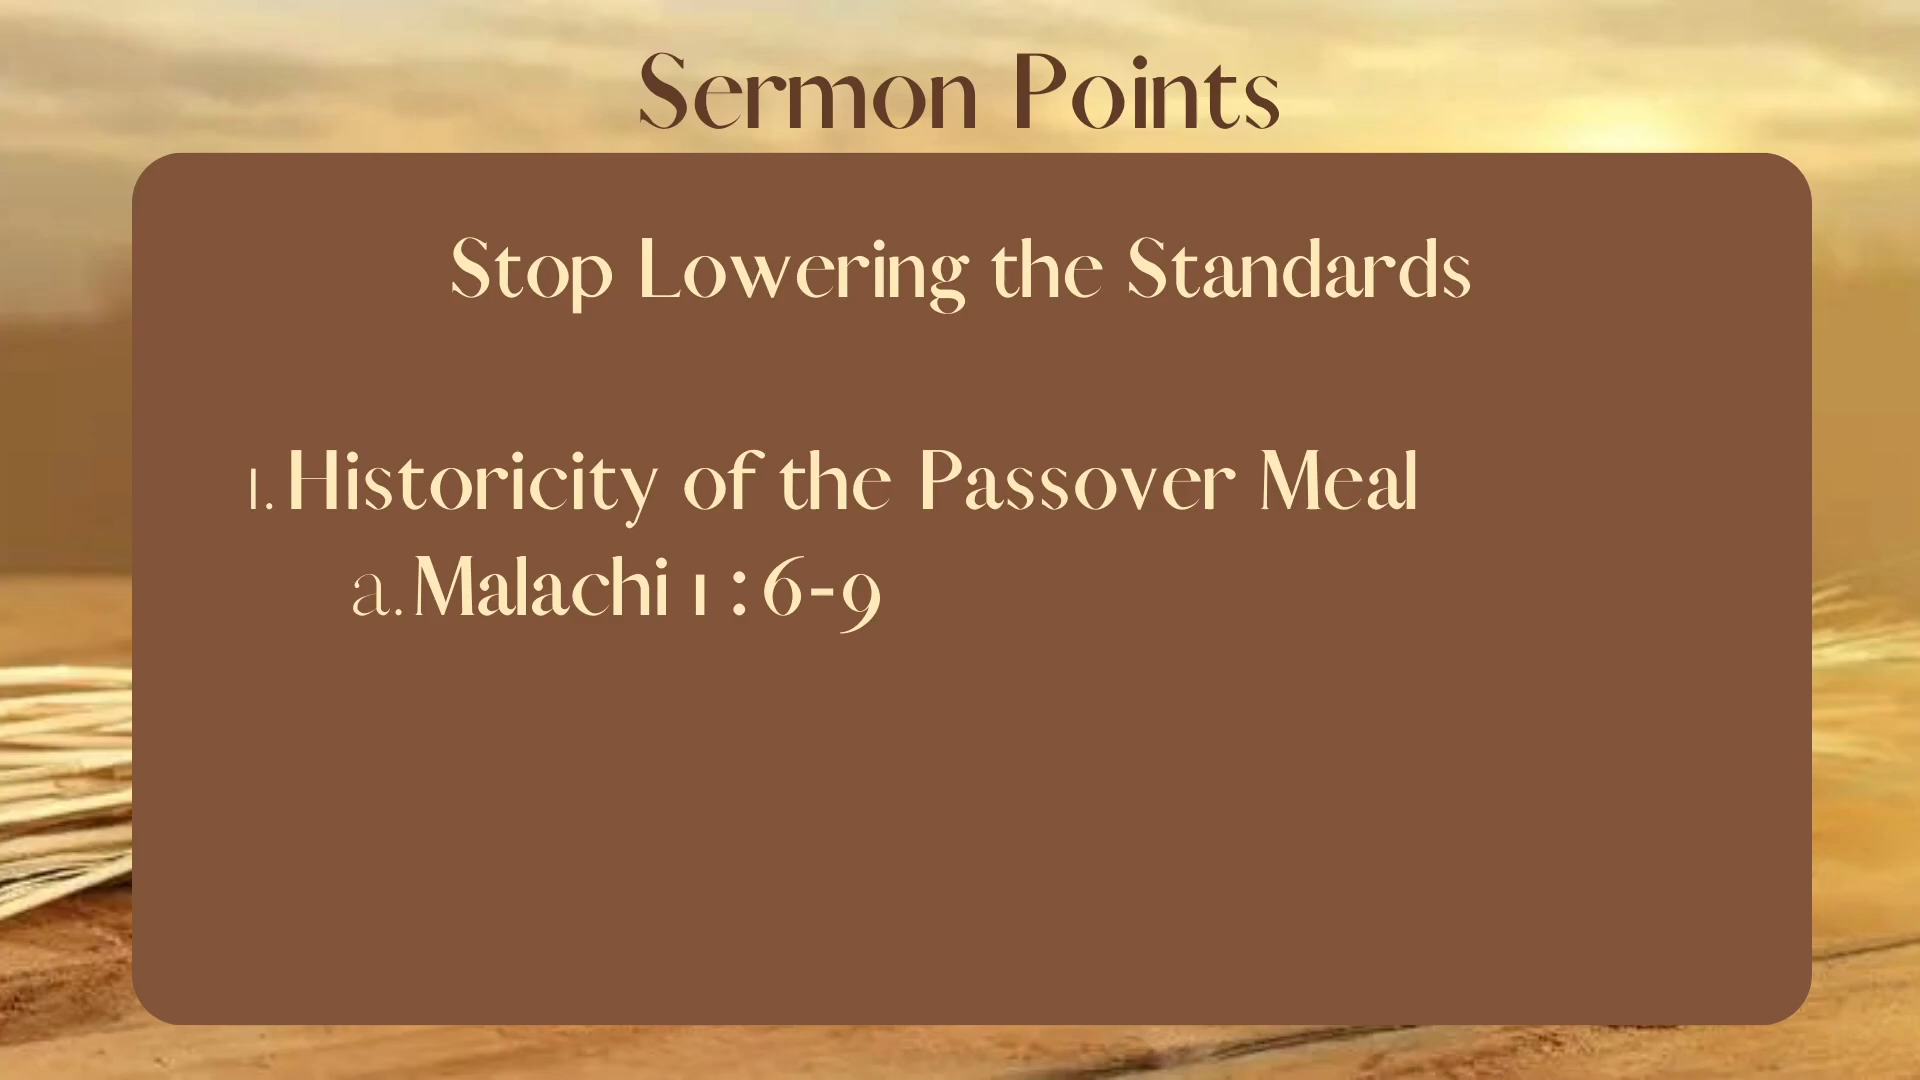 Sermon Points
Stop Lowering the Standards
1. Historicity of the Passover Meal
a. Malachi 1 : 6-9